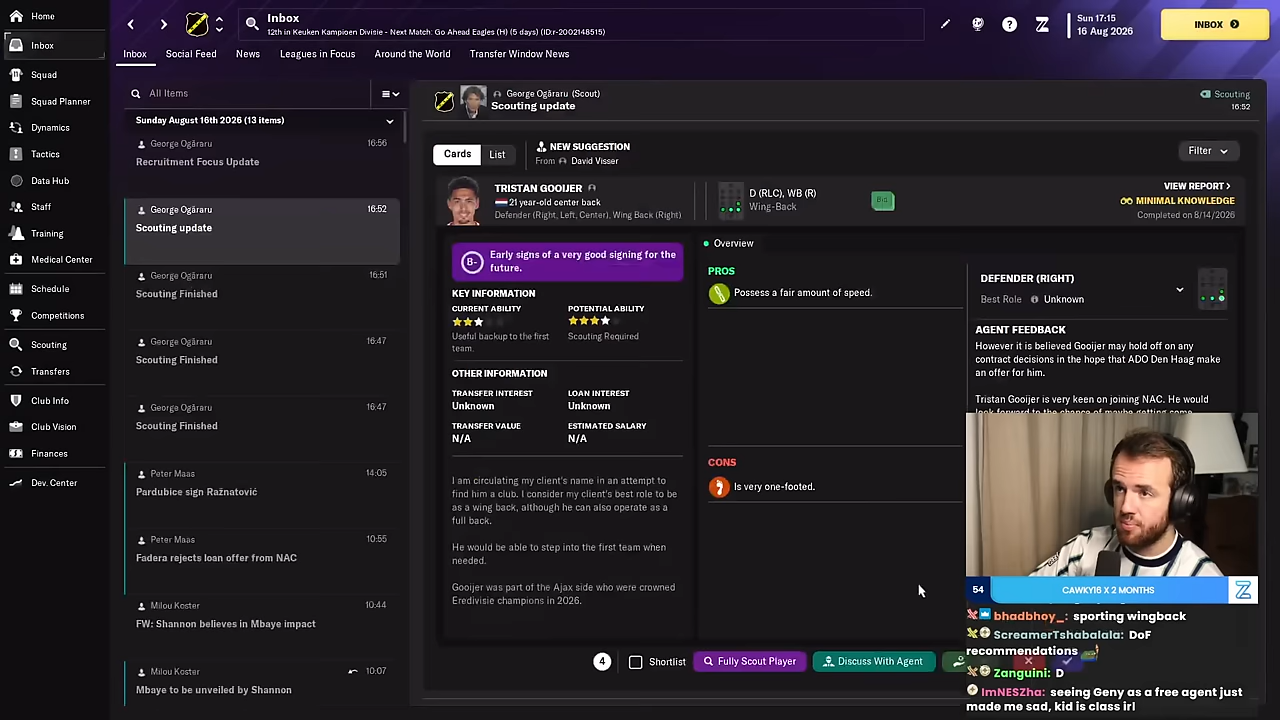 Home
Inbox
Squad
Squad Planner
Dynamics
Tactics
Data Hub
Staff
Training
Medical Center
Schedule
Competitions
Scouting
Transfers
Club Info
Club Vision
Finances
Dev. Center
Inbox
12th in Keuken Kampioen Divisie - Next Match: Go Ahead Eagles (H) (5 days) (ID:r-2002148515)
Sun 17:15
16 Aug 2026
INBOX
Inbox
Social Feed
News
Leagues in Focus
Around the World
Transfer Window News
All Items
Sunday August 16th 2026 (13 items)
George Ogăraru 16:56
Recruitment Focus Update
George Ogăraru 16:52
Scouting update
George Ogăraru 16:51
Scouting Finished
George Ogăraru 16:47
Scouting Finished
George Ogăraru 16:47
Scouting Finished
Peter Maas 14:05
Pardubice sign Ražnatović
Peter Maas 10:55
Fadera rejects loan offer from NAC
Milou Koster 10:44
FW: Shannon believes in Mbaye impact
Milou Koster 10:07
Mbaye to be unveiled by Shannon
George Ogăraru (Scout)
Scouting update
Scouting
16:52
Cards
List
NEW SUGGESTION
From David Visser
Filter
TRISTAN GOOIJER
21 year-old center back
Defender (Right, Left, Center), Wing Back (Right)
D (RLC), WB (R)
Wing-Back
VIEW REPORT
MINIMAL KNOWLEDGE
Completed on 8/14/2026
B-
Early signs of a very good signing for the
future.
KEY INFORMATION
CURRENT ABILITY
Useful backup to the first
team.
POTENTIAL ABILITY
Scouting Required
OTHER INFORMATION
TRANSFER INTEREST
Unknown
LOAN INTEREST
Unknown
TRANSFER VALUE
N/A
ESTIMATED SALARY
N/A
I am circulating my client's name in an attempt to
find him a club. I consider my client's best role to be
as a wing back, although he can also operate as a
full back.
He would be able to step into the first team when
needed.
Gooijer was part of the Ajax side who were crowned
Eredivisie champions in 2026.
Overview
PROS
Possess a fair amount of speed.
CONS
Is very one-footed.
DEFENDER (RIGHT)
Best Role Unknown
AGENT FEEDBACK
However it is believed Gooijer may hold off on any
contract decisions in the hope that ADO Den Haag make
an offer for him.
Tristan Gooijer is very keen on joining NAC. He would
look forward to the chance of maybe getting some
4
Shortlist
Fully Scout Player
Discuss With Agent
54
CAWKY16 X 2 MONTHS
bhadbhoy_: sporting wingback
ScreamerTshabalala: DoF
recommendations
Zanguini: D
ImNESZha: seeing Geny as a free agent just
made me sad, kid is class irl